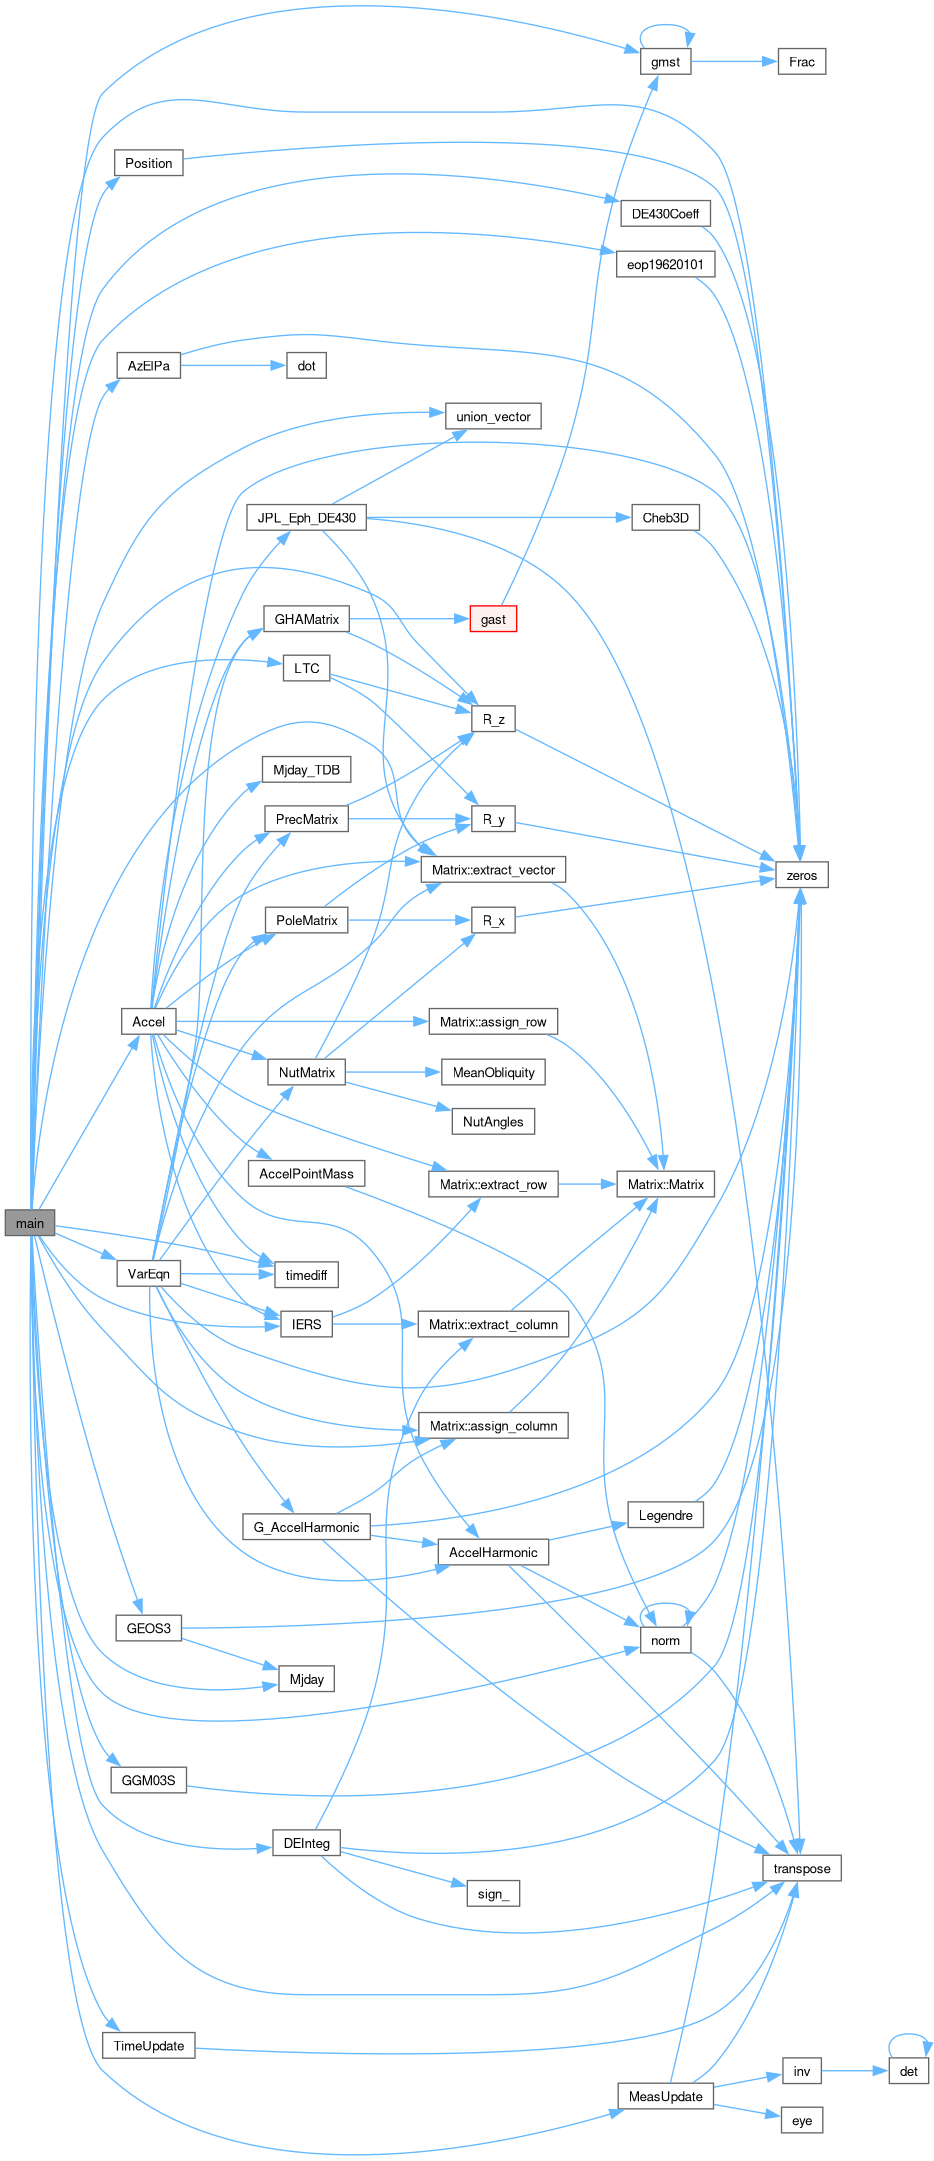 gmst
Frac
Position
DE430Coeff
eop19620101
AzElPa
dot
union_vector
JPL_Eph_DE430
Cheb3D
GHAMatrix
gast
LTC
R_z
Mjday_TDB
PrecMatrix
R_y
Matrix::extract_vector
zeros
PoleMatrix
R_x
Accel
Matrix::assign_row
NutMatrix
MeanObliquity
NutAngles
AccelPointMass
Matrix::extract_row
Matrix::Matrix
main
VarEqn
timediff
IERS
Matrix::extract_column
Matrix::assign_column
Legendre
G_AccelHarmonic
AccelHarmonic
GEOS3
norm
Mjday
GGM03S
DEInteg
transpose
sign_
TimeUpdate
inv
det
MeasUpdate
eye